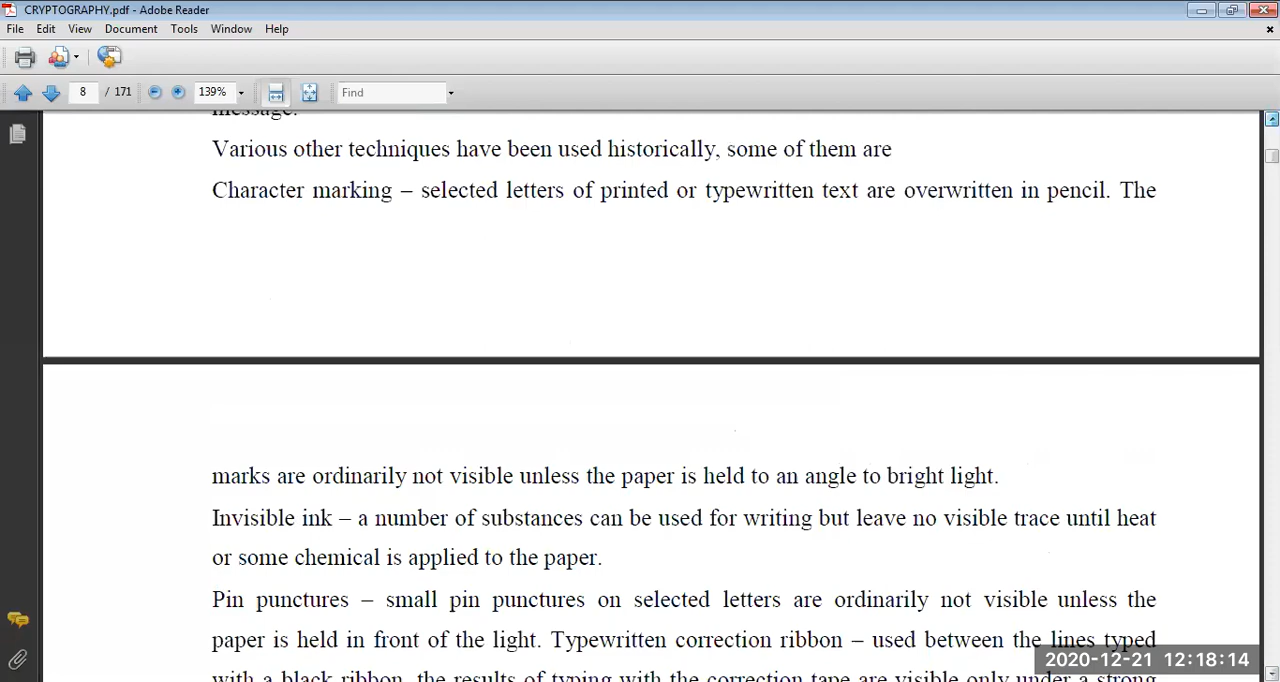 CRYPTOGRAPHY.pdf - Adobe Reader
File Edit View Document Tools Window Help
8 / 171 139% Find
message.
Various other techniques have been used historically, some of them are
Character marking – selected letters of printed or typewritten text are overwritten in pencil. The
marks are ordinarily not visible unless the paper is held to an angle to bright light.
Invisible ink – a number of substances can be used for writing but leave no visible trace until heat
or some chemical is applied to the paper.
Pin punctures – small pin punctures on selected letters are ordinarily not visible unless the
paper is held in front of the light. Typewritten correction ribbon – used between the lines typed
with a black ribbon, the results of typing with the correction tape are visible only under a strong
2020-12-21 12:18:14